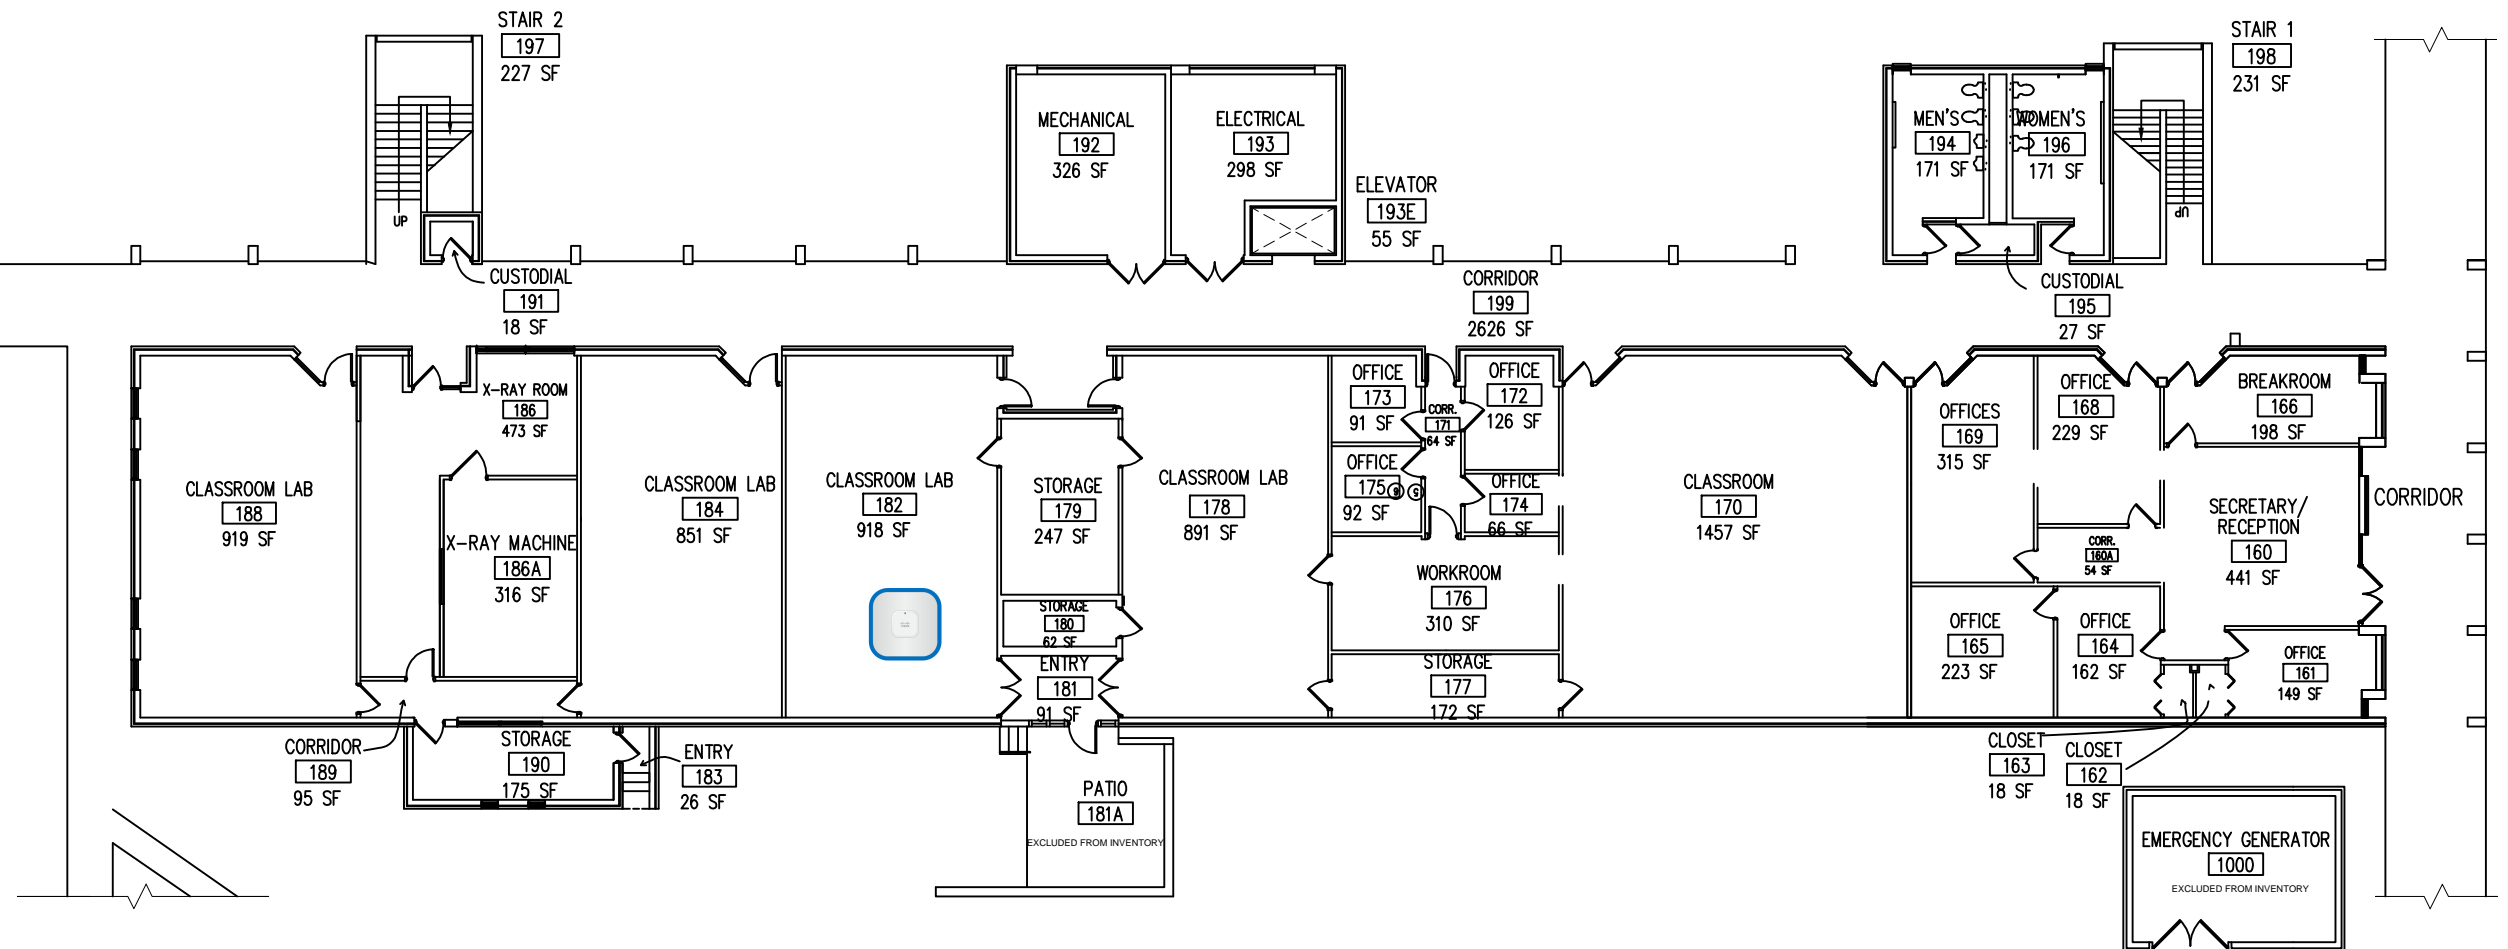 STAIR 2
197
227 SF
STAIR 1
198
231 SF
MECHANICAL
192
326 SF
ELECTRICAL
193
298 SF
MEN'S
194
171 SF
WOMEN'S
196
171 SF
ELEVATOR
193E
55 SF
UP
UP
CUSTODIAL
191
18 SF
CORRIDOR
199
2626 SF
CUSTODIAL
195
27 SF
X-RAY ROOM
186
473 SF
OFFICE
173
91 SF
OFFICE
172
126 SF
CORR.
171
64 SF
OFFICES
169
315 SF
OFFICE
168
229 SF
BREAKROOM
166
198 SF
CLASSROOM LAB
188
919 SF
X-RAY MACHINE
186A
316 SF
CLASSROOM LAB
184
851 SF
CLASSROOM LAB
182
918 SF
STORAGE
179
247 SF
CLASSROOM LAB
178
891 SF
OFFICE
175
92 SF
6
5
OFFICE
174
66 SF
CLASSROOM
170
1457 SF
SECRETARY/
RECEPTION
160
441 SF
CORRIDOR
CORR.
160A
54 SF
WORKROOM
176
310 SF
STORAGE
180
62 SF
ENTRY
181
91 SF
STORAGE
177
172 SF
OFFICE
165
223 SF
OFFICE
164
162 SF
OFFICE
161
149 SF
CORRIDOR
189
95 SF
STORAGE
190
175 SF
ENTRY
183
26 SF
PATIO
181A
EXCLUDED FROM INVENTORY
CLOSET
163
18 SF
CLOSET
162
18 SF
EMERGENCY GENERATOR
1000
EXCLUDED FROM INVENTORY